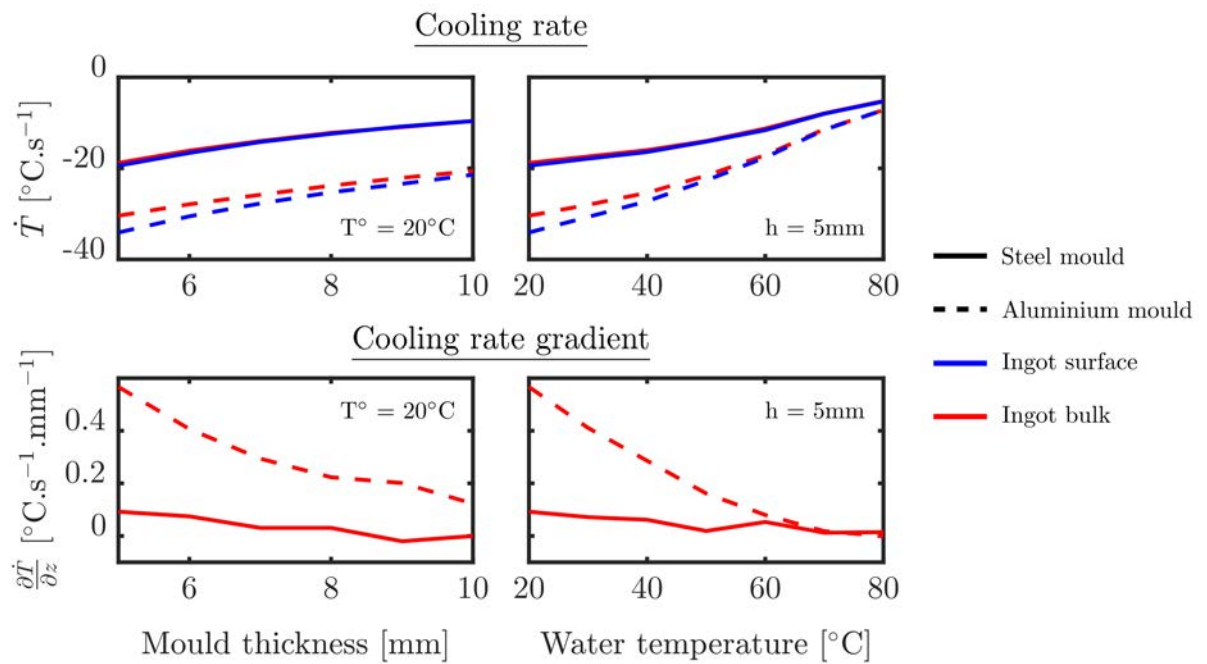 Cooling rate
0
-20
-40
Ṫ [°C.s⁻¹]
T° = 20°C
h = 5mm
6
8
10
20
40
60
80
Steel mould
Aluminium mould
Ingot surface
Ingot bulk
Cooling rate gradient
0.4
0.2
0
∂Ṫ/∂z [°C.s⁻¹.mm⁻¹]
T° = 20°C
h = 5mm
6
8
10
20
40
60
80
Mould thickness [mm]
Water temperature [°C]